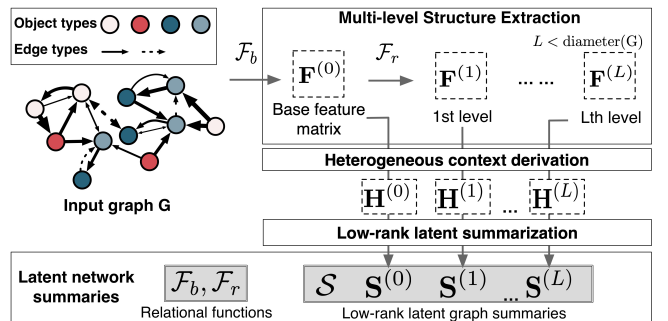 Object types
Edge types
Input graph G
Multi-level Structure Extraction
L < diameter(G)
𝓕_b
F^(0)
𝓕_r
F^(1)
... ...
F^(L)
Base feature
matrix
1st level
Lth level
Heterogeneous context derivation
H^(0) H^(1) ... H^(L)
Low-rank latent summarization
Latent network
summaries
𝓕_b, 𝓕_r
Relational functions
𝓢 S^(0) S^(1) ... S^(L)
Low-rank latent graph summaries